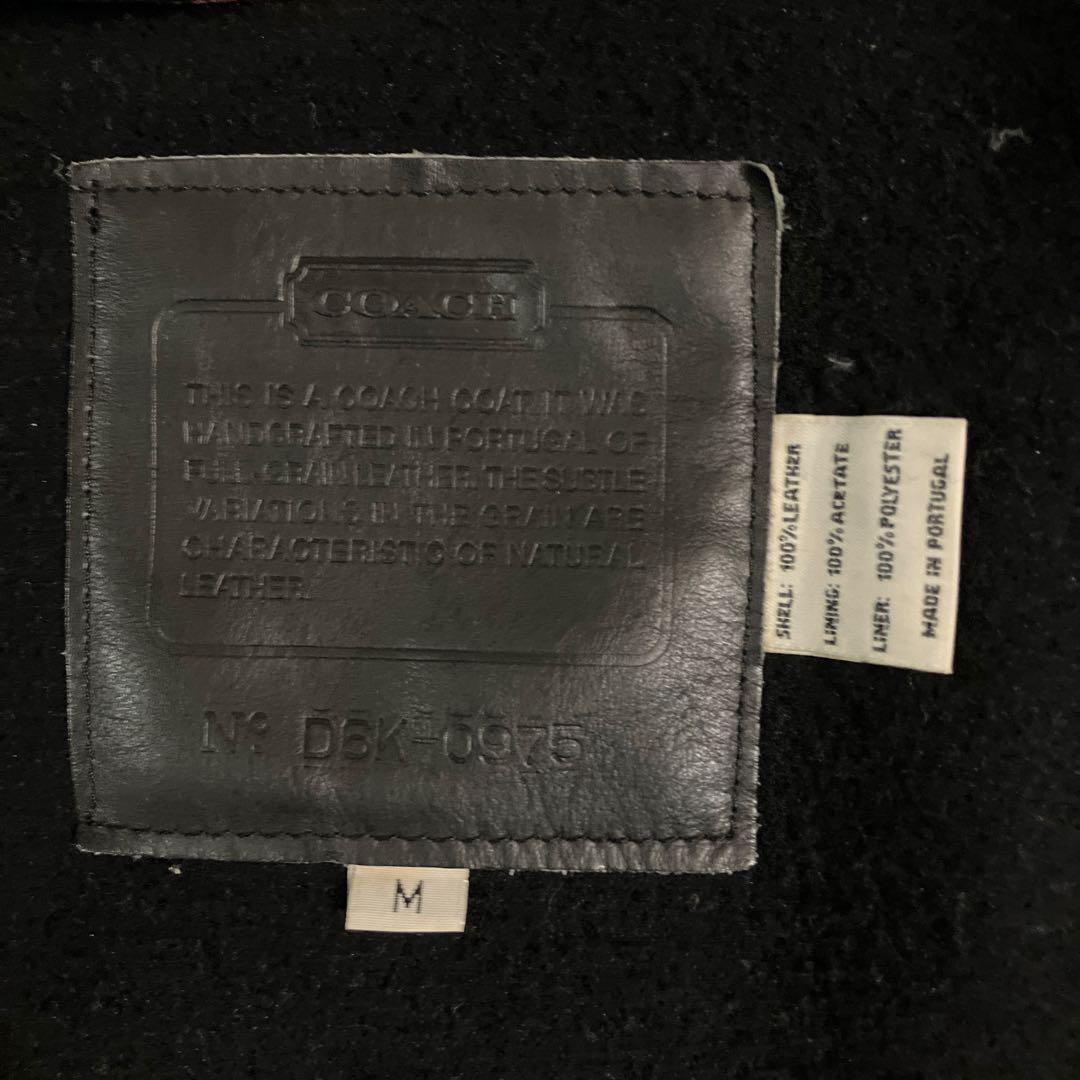 COACH
THIS IS A COACH COAT. IT WAS
HANDCRAFTED IN PORTUGAL OF
FULL GRAIN LEATHER. THE SUBTLE
VARIATIONS IN THE GRAIN ARE
CHARACTERISTIC OF NATURAL
LEATHER.
Nº D6K-0975
M
SHELL: 100% LEATHER
LINING: 100% ACETATE
LINER: 100% POLYESTER
MADE IN PORTUGAL